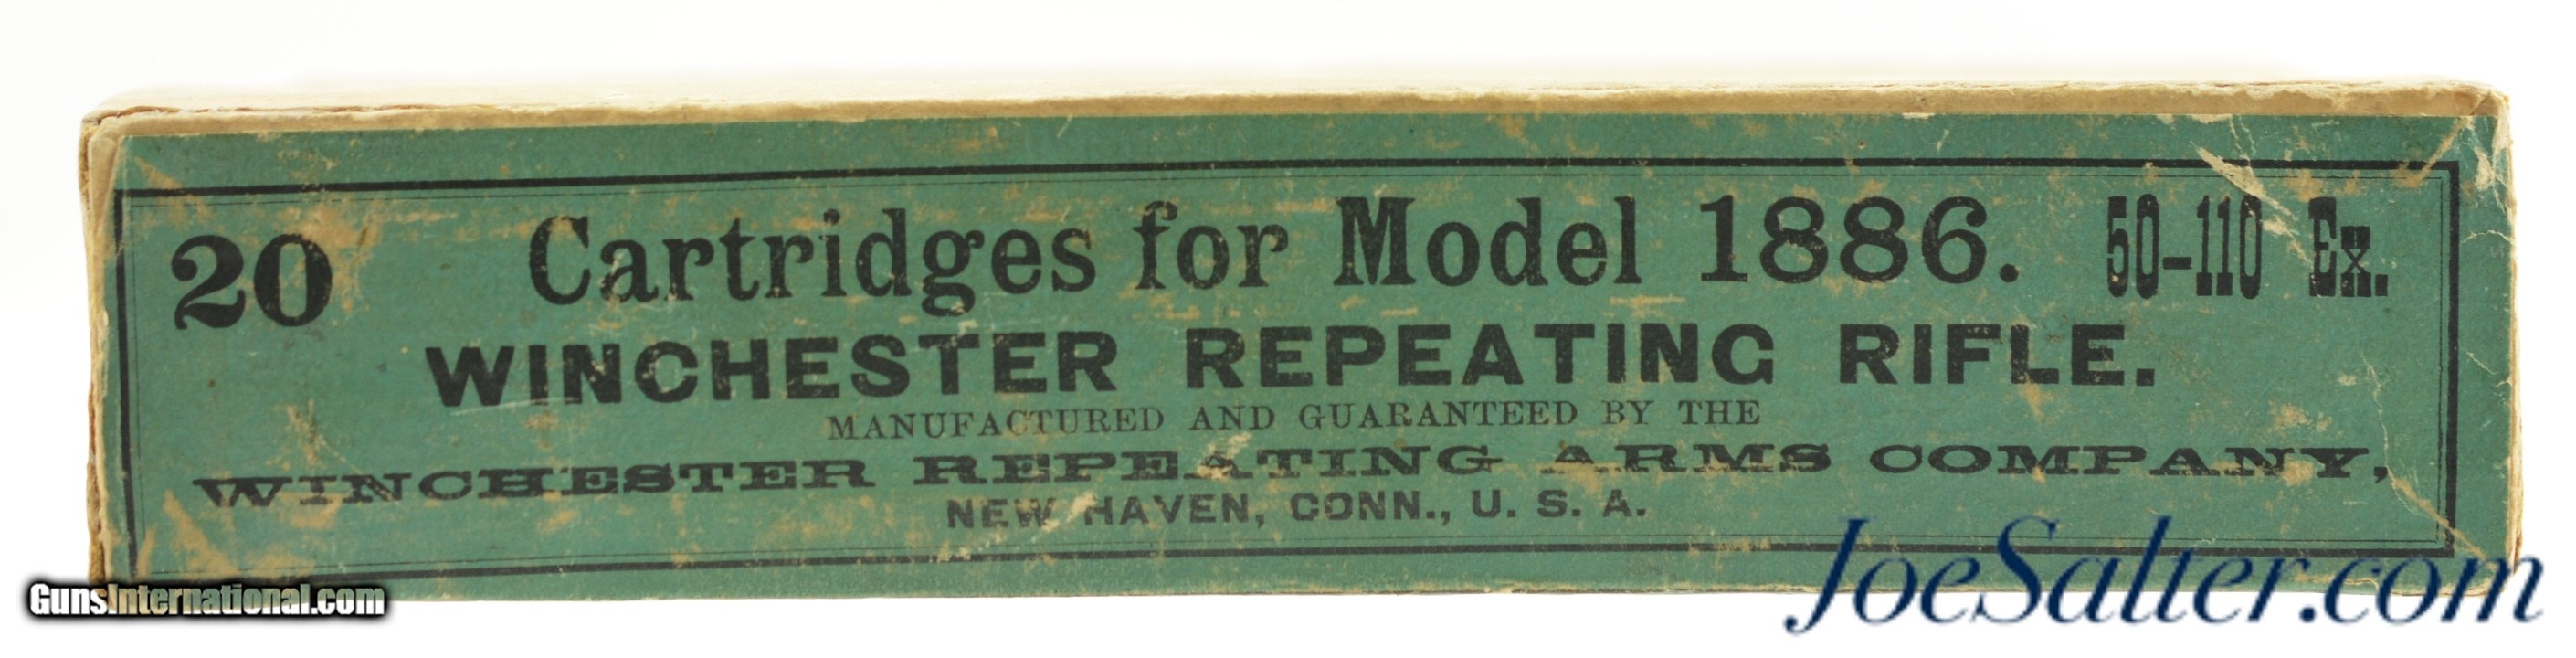 20 Cartridges for Model 1886. 50-110 Ex.
WINCHESTER REPEATING RIFLE.
MANUFACTURED AND GUARANTEED BY THE
WINCHESTER REPEATING ARMS COMPANY,
NEW HAVEN, CONN., U. S. A.
GunsInternational.com
JoeSalter.com